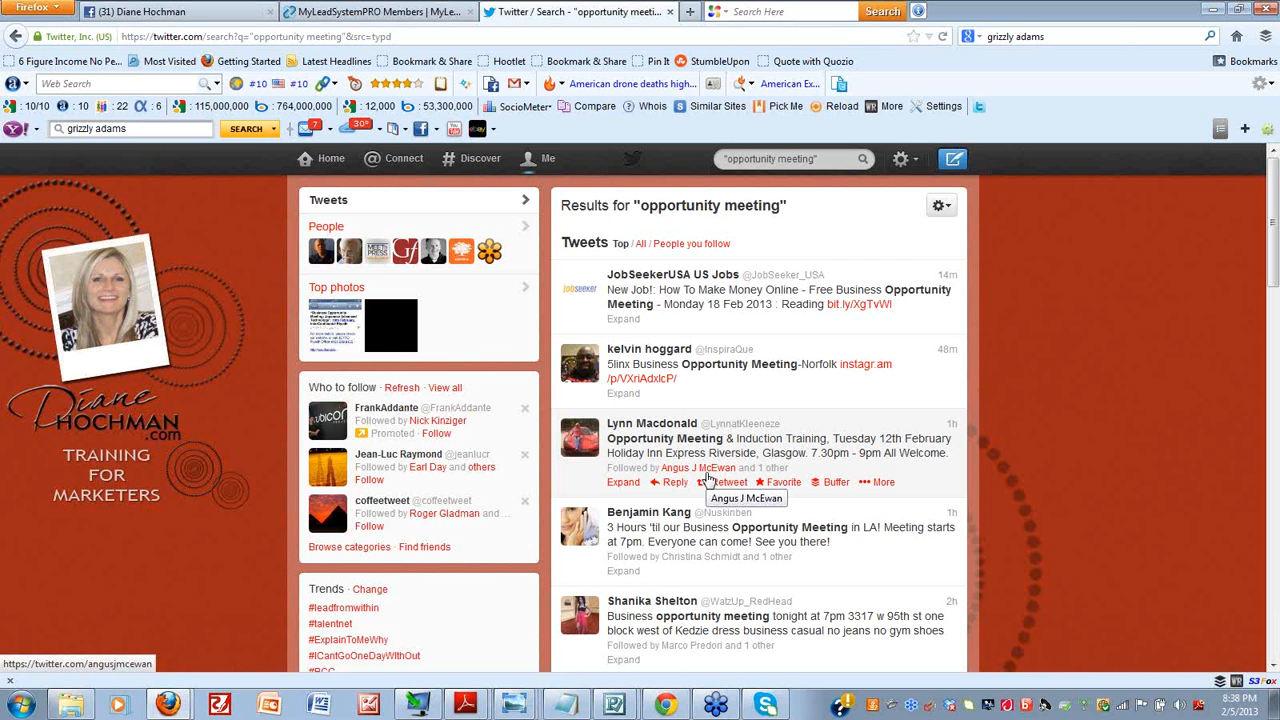 Firefox
(31) Diane Hochman
MyLeadSystemPRO Members | MyLe...
Twitter / Search - "opportunity meeti...
Search Here
Search
Twitter, Inc. (US)
https://twitter.com/search?q="opportunity meeting"&src=typd
grizzly adams
6 Figure Income No Pe...
Most Visited
Getting Started
Latest Headlines
Bookmark & Share
Hootlet
Bookmark & Share
Pin It
StumbleUpon
Quote with Quozio
Bookmarks
Web Search
#10
#10
American drone deaths high...
American Ex...
: 10/10
: 10
: 22
: 6
: 115,000,000
: 764,000,000
: 12,000
: 53,300,000
SocioMeter
Compare
Whois
Similar Sites
Pick Me
Reload
More
Settings
grizzly adams
SEARCH
7
30°
Home
Connect
Discover
Me
"opportunity meeting"
Tweets
People
Top photos
Who to follow · Refresh · View all
FrankAddante @FrankAddante
Followed by Nick Kinziger
Promoted · Follow
Jean-Luc Raymond @jeanlucr
Followed by Earl Day and others
Follow
coffeetweet @coffeetweet
Followed by Roger Gladman and ...
Follow
Browse categories · Find friends
Trends · Change
#leadfromwithin
#talentnet
#ExplainToMeWhy
#ICantGoOneDayWIthOut
Results for "opportunity meeting"
Tweets Top / All / People you follow
JobSeekerUSA US Jobs @JobSeeker_USA 14m
New Job!: How To Make Money Online - Free Business Opportunity
Meeting - Monday 18 Feb 2013 : Reading bit.ly/XgTvWI
Expand
kelvin hoggard @InspiraQue 48m
5linx Business Opportunity Meeting-Norfolk instagr.am
/p/VXriAdxIcP/
Expand
Lynn Macdonald @LynnatKleeneze 1h
Opportunity Meeting & Induction Training, Tuesday 12th February
Holiday Inn Express Riverside, Glasgow. 7.30pm - 9pm All Welcome.
Followed by Angus J McEwan and 1 other
Expand Reply Retweet Favorite Buffer More
Angus J McEwan
Benjamin Kang @Nuskinben 1h
3 Hours 'til our Business Opportunity Meeting in LA! Meeting starts
at 7pm. Everyone can come! See you there!
Followed by Christina Schmidt and 1 other
Expand
Shanika Shelton @WatzUp_RedHead 2h
Business opportunity meeting tonight at 7pm 3317 w 95th st one
block west of Kedzie dress business casual no jeans no gym shoes
Followed by Marco Predori and 1 other
Expand
Diane
HOCHMAN
.com
TRAINING
FOR
MARKETERS
https://twitter.com/angusjmcewan
S3 Fox
8:38 PM
2/5/2013